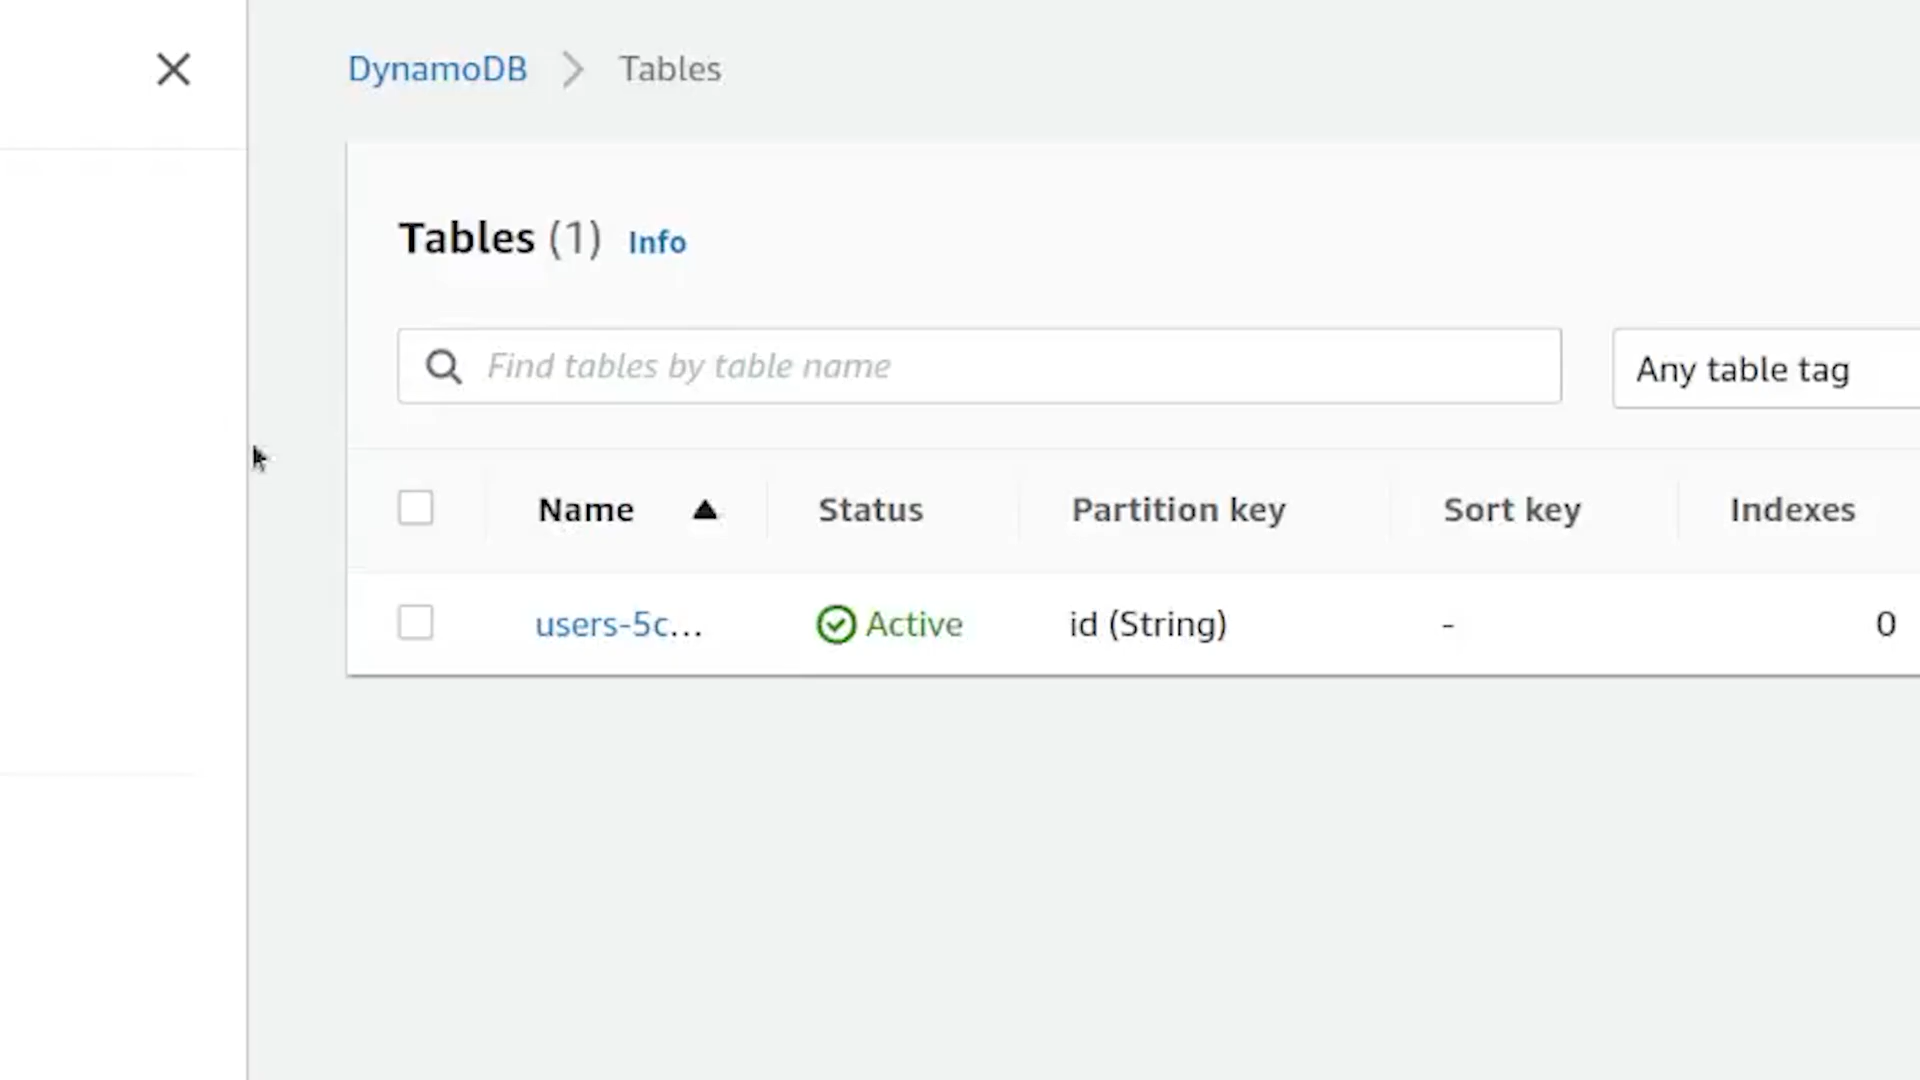 DynamoDB > Tables
Tables (1) Info
Find tables by table name
Any table tag
Name Status Partition key Sort key Indexes
users-5c... Active id (String) - 0